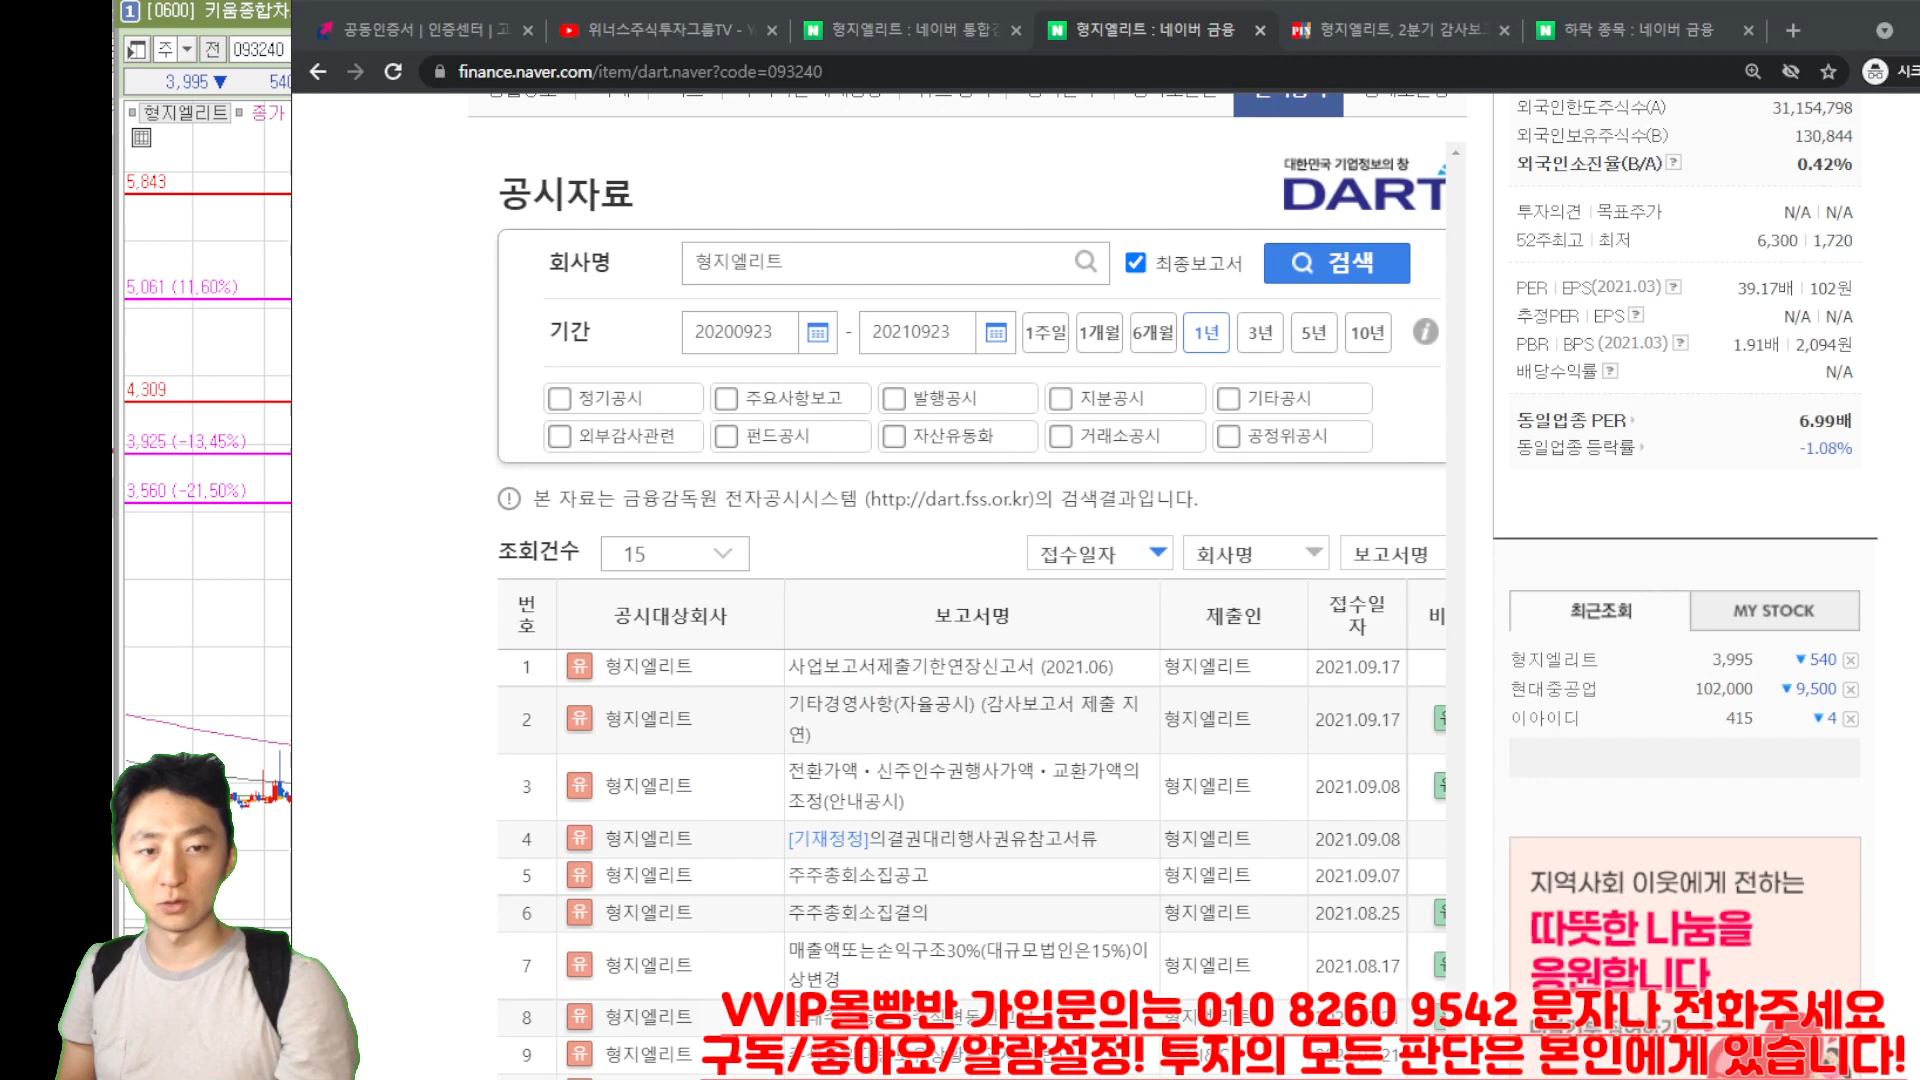 1 [0600] 키움종합차
공동인증서 | 인증센터 | 고
위너스주식투자그룹TV - Y
형지엘리트 : 네이버 통합검
형지엘리트 : 네이버 금융
형지엘리트, 2분기 감사보
하락 종목 : 네이버 금융
주 전 093240
finance.naver.com/item/dart.naver?code=093240
시크
3,995 ▼ 540
형지엘리트 종가
5,843
5,061 (11,60%)
4,309
3,925 (-13,45%)
3,560 (-21,50%)
공시자료
대한민국 기업정보의 창
DART
회사명 형지엘리트 최종보고서 검색
기간 20200923 - 20210923 1주일 1개월 6개월 1년 3년 5년 10년
정기공시 주요사항보고 발행공시 지분공시 기타공시
외부감사관련 펀드공시 자산유동화 거래소공시 공정위공시
본 자료는 금융감독원 전자공시시스템 (http://dart.fss.or.kr)의 검색결과입니다.
조회건수 15 접수일자 회사명 보고서명
번호 공시대상회사 보고서명 제출인 접수일자 비
1 유 형지엘리트 사업보고서제출기한연장신고서 (2021.06) 형지엘리트 2021.09.17
2 유 형지엘리트 기타경영사항(자율공시) (감사보고서 제출 지연) 형지엘리트 2021.09.17 유
3 유 형지엘리트 전환가액・신주인수권행사가액・교환가액의조정(안내공시) 형지엘리트 2021.09.08 유
4 유 형지엘리트 [기재정정]의결권대리행사권유참고서류 형지엘리트 2021.09.08
5 유 형지엘리트 주주총회소집공고 형지엘리트 2021.09.07
6 유 형지엘리트 주주총회소집결의 형지엘리트 2021.08.25 유
7 유 형지엘리트 매출액또는손익구조30%(대규모법인은15%)이상변경 형지엘리트 2021.08.17 유
8 유 형지엘리트
9 유 형지엘리트
외국인한도주식수(A) 31,154,798
외국인보유주식수(B) 130,844
외국인소진율(B/A) ? 0.42%
투자의견 | 목표주가 N/A | N/A
52주최고 | 최저 6,300 | 1,720
PER | EPS(2021.03) ? 39.17배 | 102원
추정PER | EPS ? N/A | N/A
PBR | BPS (2021.03) ? 1.91배 | 2,094원
배당수익률 ? N/A
동일업종 PER 6.99배
동일업종 등락률 -1.08%
최근조회 MY STOCK
형지엘리트 3,995 ▼540
현대중공업 102,000 ▼9,500
이아이디 415 ▼4
지역사회 이웃에게 전하는
따뜻한 나눔을
응원합니다
VVIP몰빵반 가입문의는 010 8260 9542 문자나 전화주세요
구독/좋아요/알람설정! 투자의 모든 판단은 본인에게 있습니다!